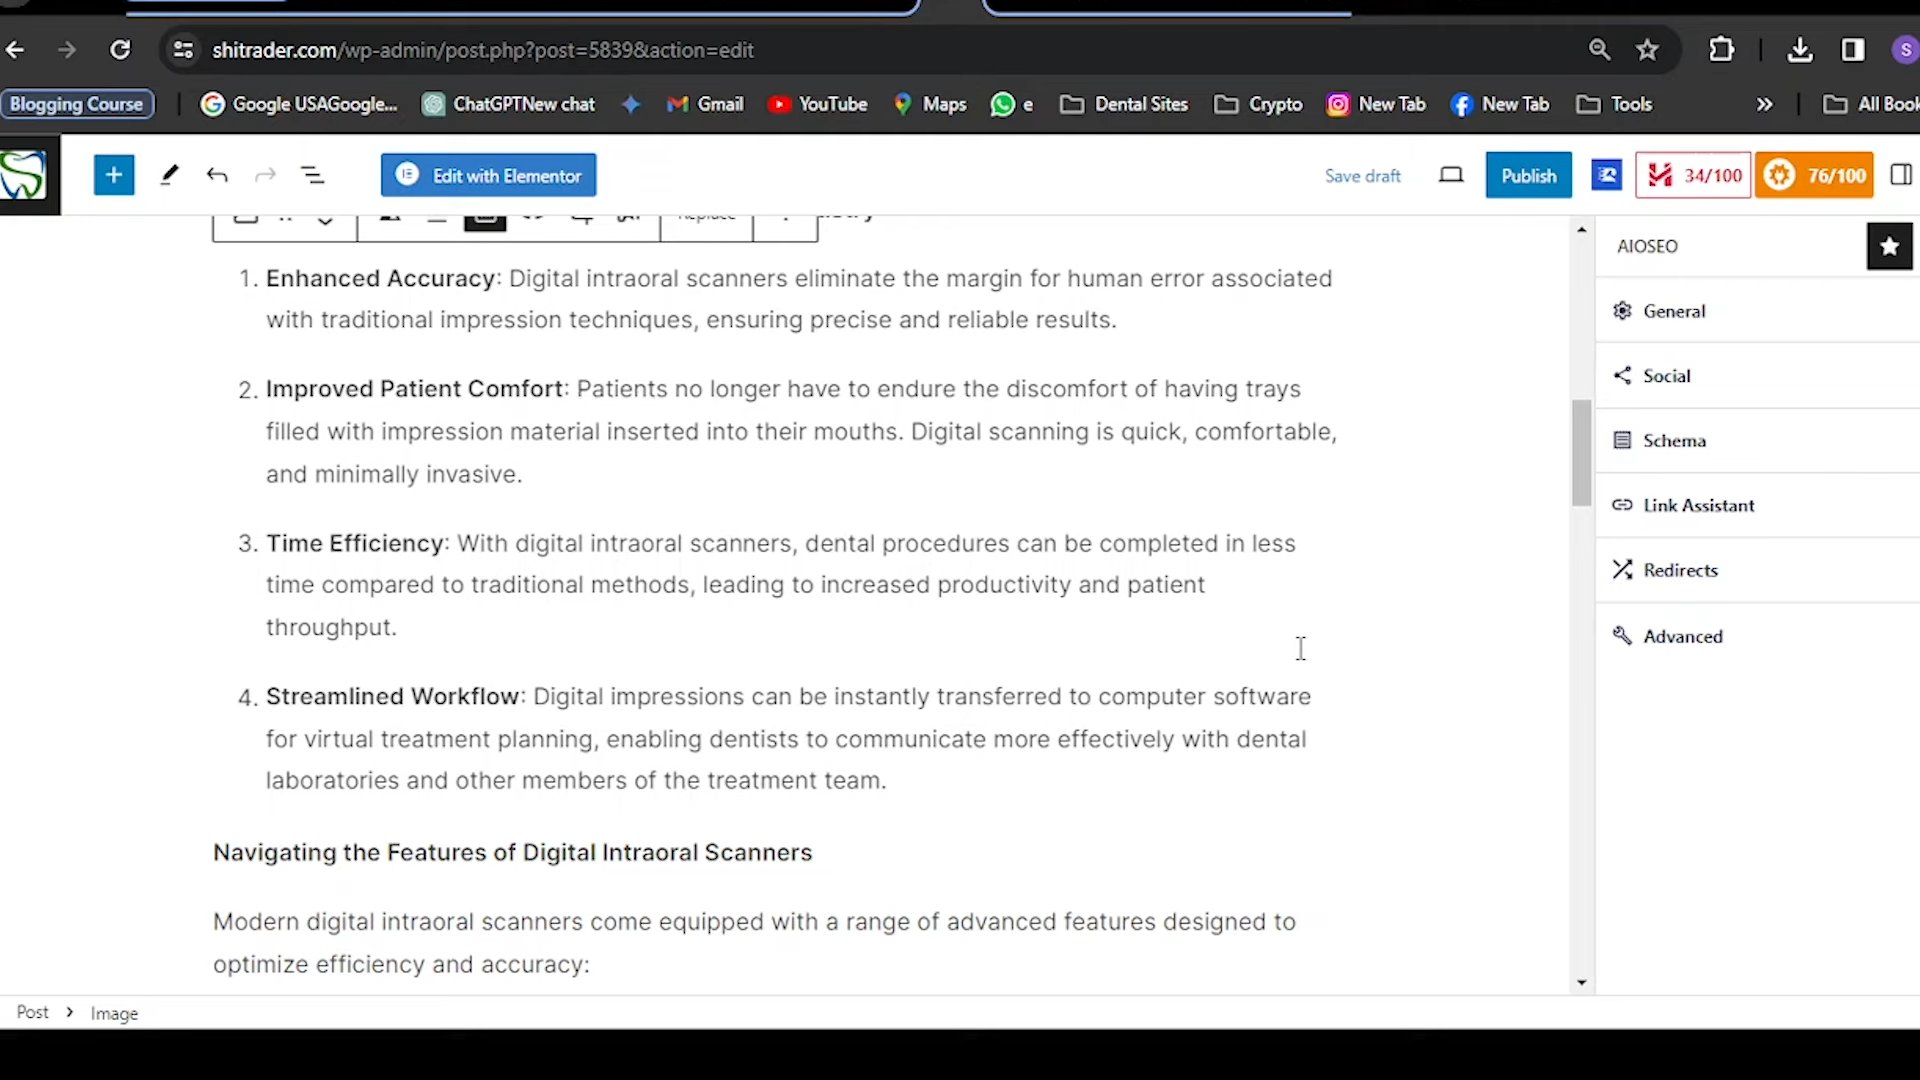 shitrader.com/wp-admin/post.php?post=5839&action=edit
S
Blogging Course
Google USAGoogle...
ChatGPTNew chat
Gmail
YouTube
Maps
e
Dental Sites
Crypto
New Tab
New Tab
Tools
All Book
Edit with Elementor
Save draft
Publish
34/100
76/100
Replace
AIOSEO
General
Social
Schema
Link Assistant
Redirects
Advanced
1. Enhanced Accuracy: Digital intraoral scanners eliminate the margin for human error associated
with traditional impression techniques, ensuring precise and reliable results.
2. Improved Patient Comfort: Patients no longer have to endure the discomfort of having trays
filled with impression material inserted into their mouths. Digital scanning is quick, comfortable,
and minimally invasive.
3. Time Efficiency: With digital intraoral scanners, dental procedures can be completed in less
time compared to traditional methods, leading to increased productivity and patient
throughput.
4. Streamlined Workflow: Digital impressions can be instantly transferred to computer software
for virtual treatment planning, enabling dentists to communicate more effectively with dental
laboratories and other members of the treatment team.
Navigating the Features of Digital Intraoral Scanners
Modern digital intraoral scanners come equipped with a range of advanced features designed to
optimize efficiency and accuracy:
Post
Image